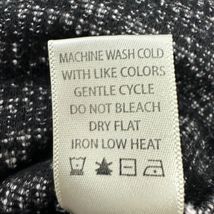 MACHINE WASH COLD
WITH LIKE COLORS
GENTLE CYCLE
DO NOT BLEACH
DRY FLAT
IRON LOW HEAT